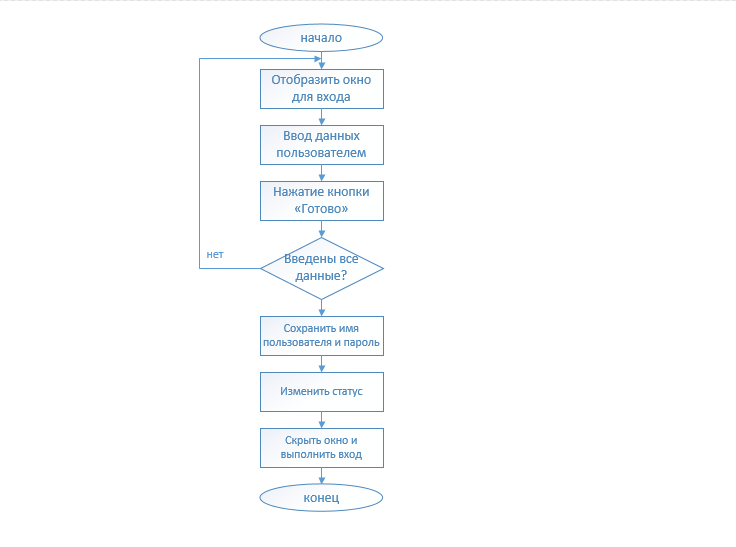 начало
Отобразить окно
для входа
Ввод данных
пользователем
Нажатие кнопки
«Готово»
нет
Введены все
данные?
Сохранить имя
пользователя и пароль
Изменить статус
Скрыть окно и
выполнить вход
конец